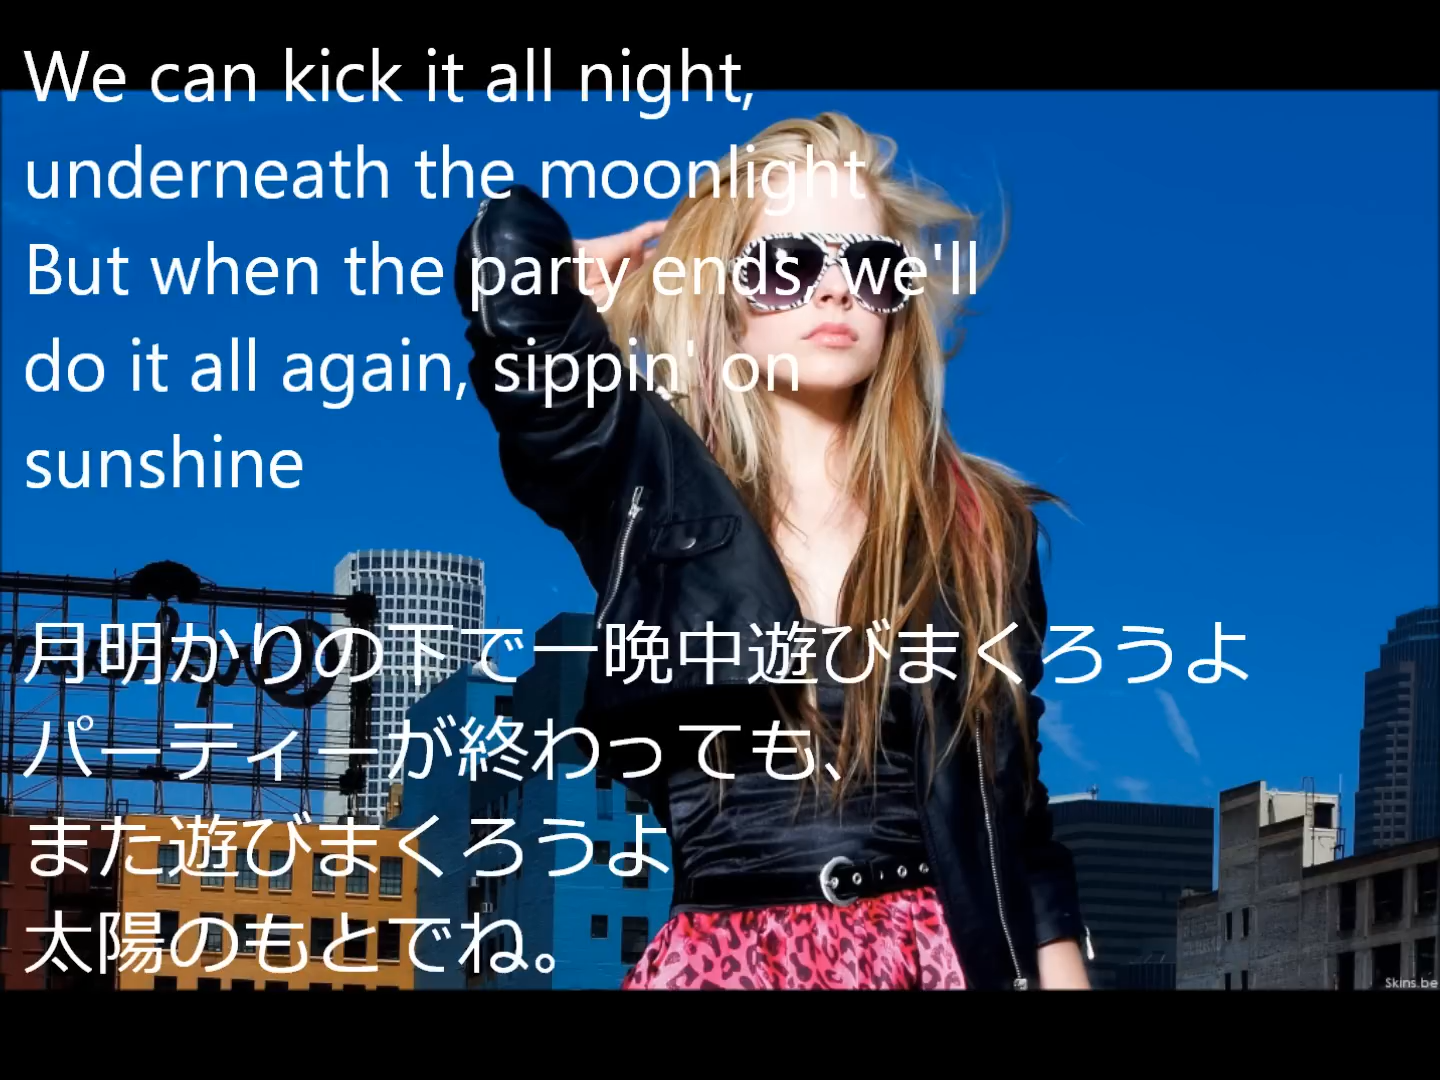 We can kick it all night,
underneath the moonlight
But when the party ends, we'll
do it all again, sippin' on
sunshine
月明かりの下で一晩中遊びまくろうよ
パーティーが終わっても、
また遊びまくろうよ
太陽のもとでね。
Skins.be